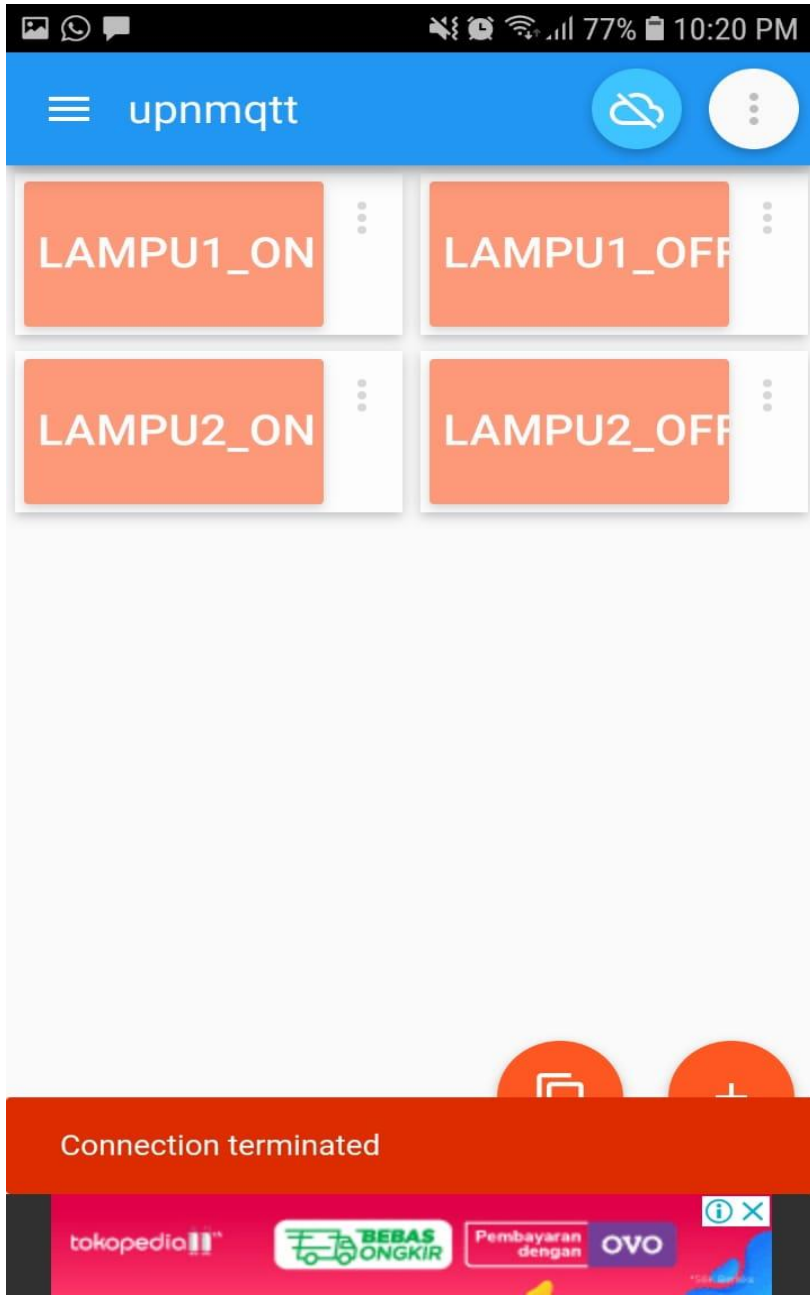 77% 10:20 PM
upnmqtt
LAMPU1_ON
LAMPU1_OFF
LAMPU2_ON
LAMPU2_OFF
Connection terminated
tokopedia
BEBAS
ONGKIR
Pembayaran
dengan
OVO